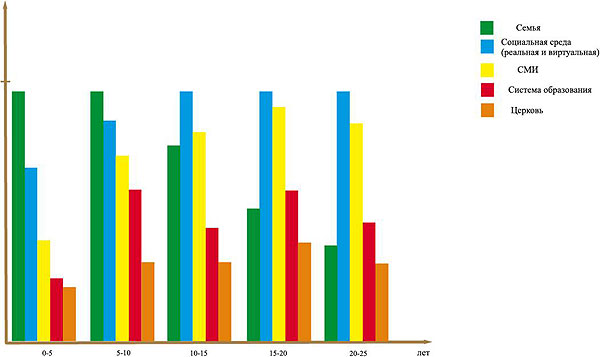 Семья
Социальная среда
(реальная и виртуальная)
СМИ
Система образования
Церковь
0-5
5-10
10-15
15-20
20-25
лет